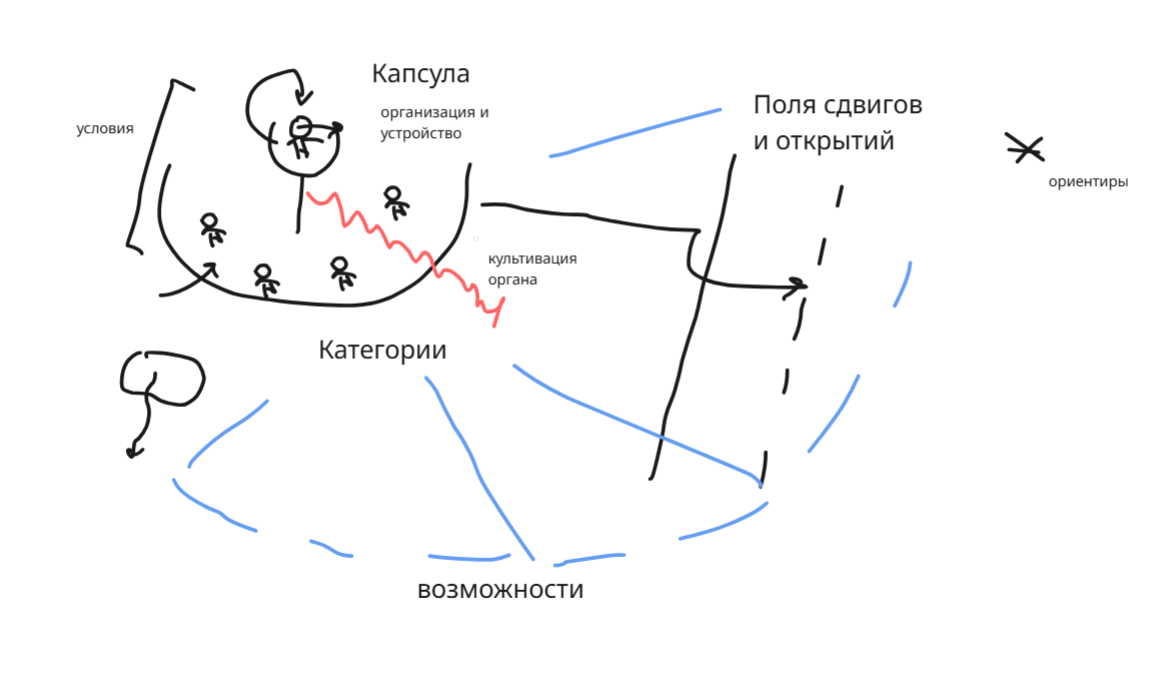 Капсула
организация и
устройство
условия
Поля сдвигов
и открытий
ориентиры
культивация
органа
Категории
возможности